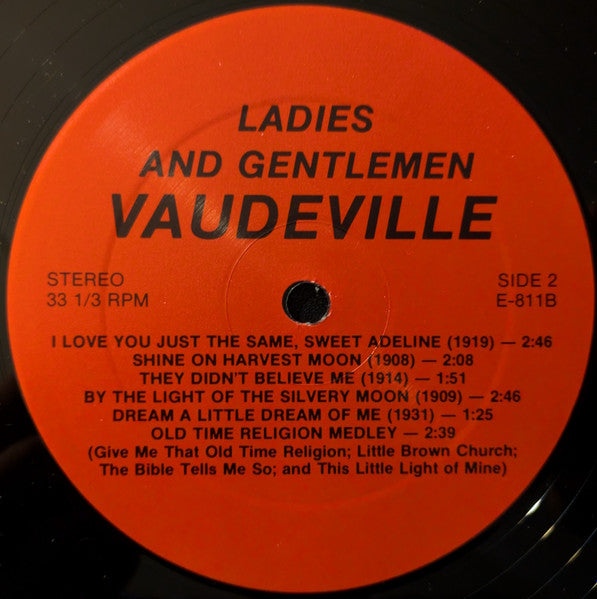 LADIES
AND GENTLEMEN
VAUDEVILLE
STEREO
33 1/3 RPM
SIDE 2
E-811B
I LOVE YOU JUST THE SAME, SWEET ADELINE (1919) — 2:46
SHINE ON HARVEST MOON (1908) — 2:08
THEY DIDN'T BELIEVE ME (1914) — 1:51
BY THE LIGHT OF THE SILVERY MOON (1909) — 2:46
DREAM A LITTLE DREAM OF ME (1931) — 1:25
OLD TIME RELIGION MEDLEY — 2:39
(Give Me That Old Time Religion; Little Brown Church;
The Bible Tells Me So; and This Little Light of Mine)